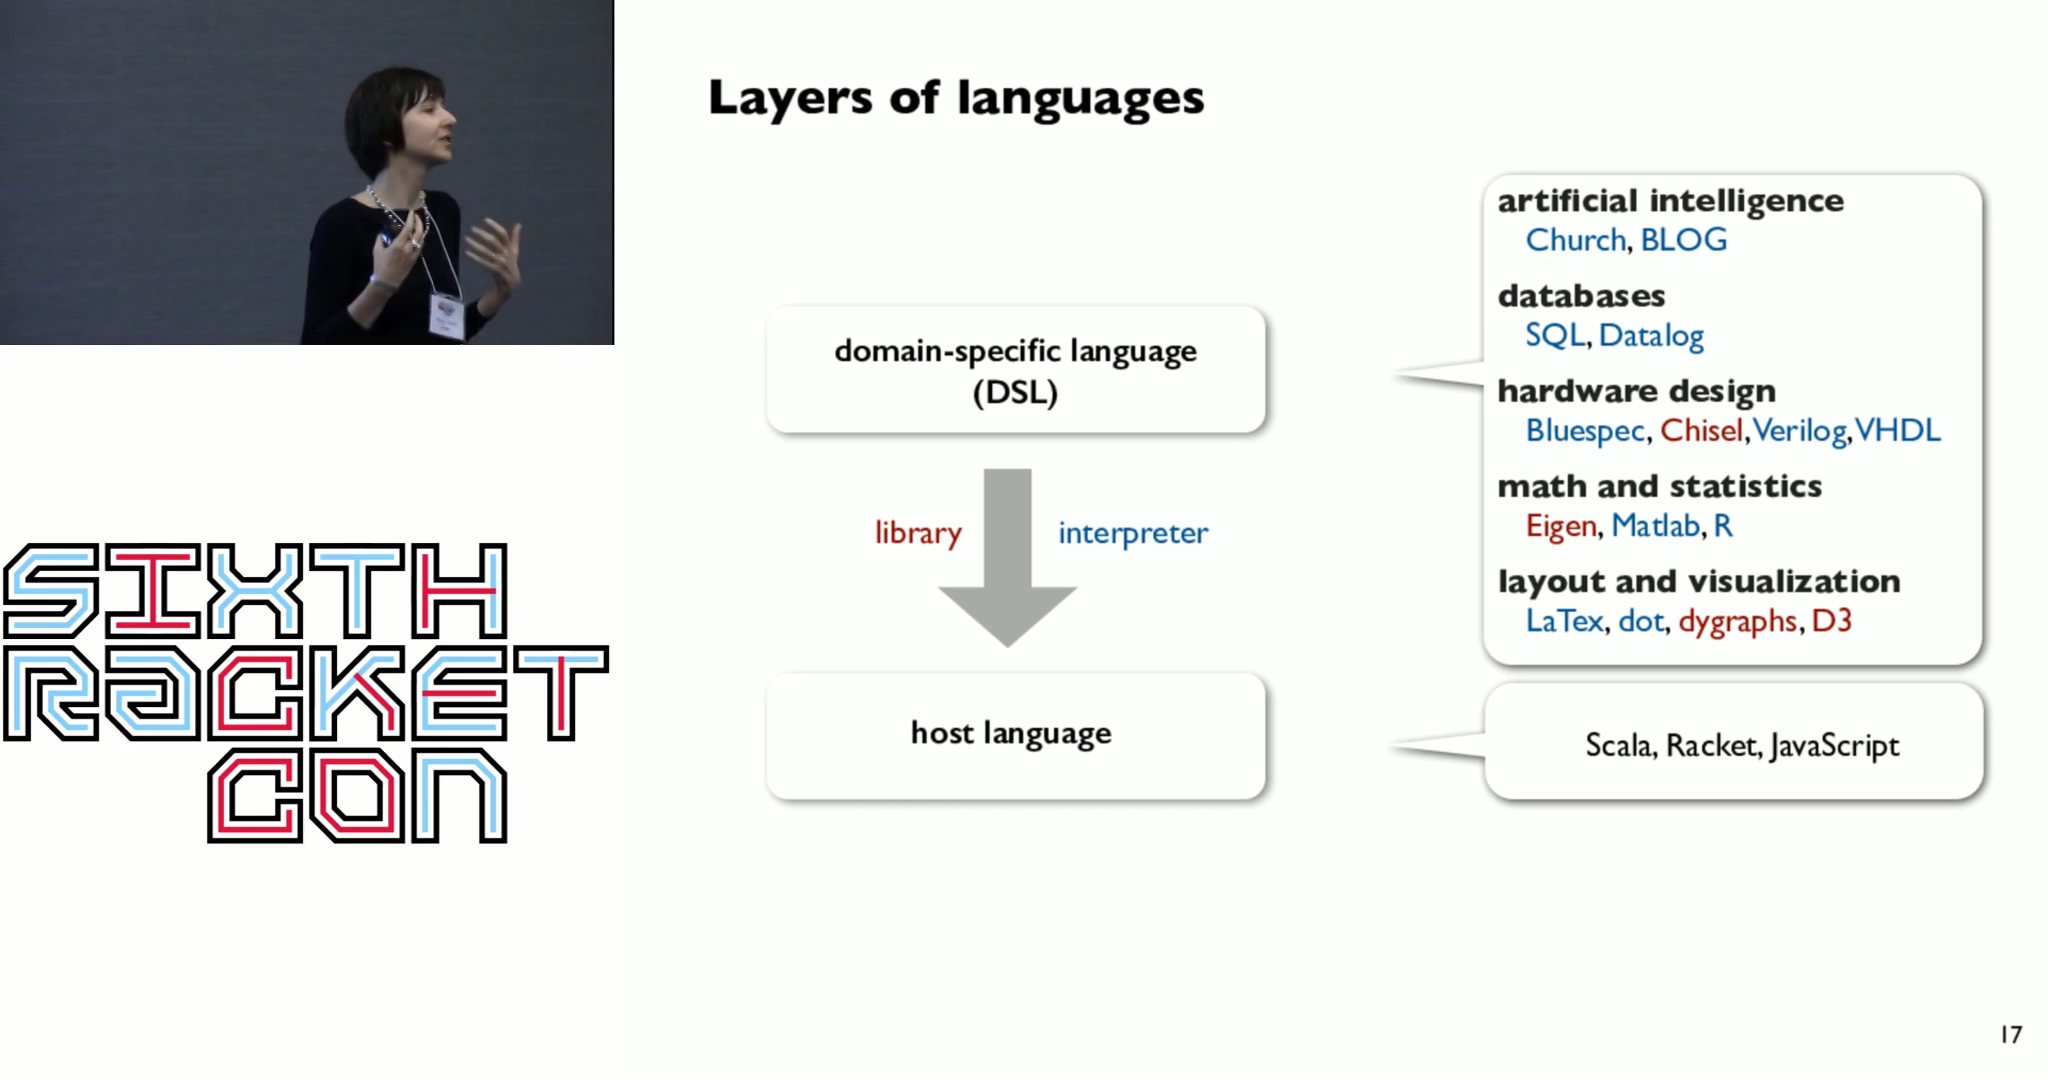 Layers of languages
domain-specific language
(DSL)
library
interpreter
host language
artificial intelligence
Church, BLOG
databases
SQL, Datalog
hardware design
Bluespec, Chisel, Verilog, VHDL
math and statistics
Eigen, Matlab, R
layout and visualization
LaTex, dot, dygraphs, D3
Scala, Racket, JavaScript
SIXTH
RACKET
CON
17